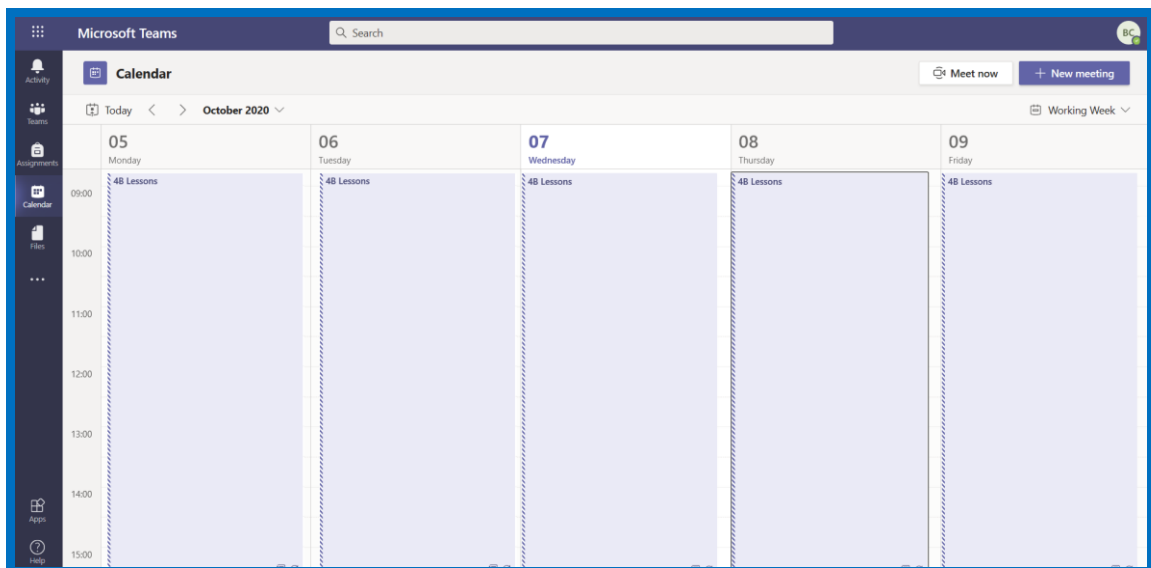 Microsoft Teams
Search
BC
Activity
Teams
Assignments
Calendar
Files
Apps
Help
Calendar
Meet now
+ New meeting
Today
October 2020
Working Week
05
Monday
06
Tuesday
07
Wednesday
08
Thursday
09
Friday
09:00
10:00
11:00
12:00
13:00
14:00
15:00
4B Lessons
4B Lessons
4B Lessons
4B Lessons
4B Lessons